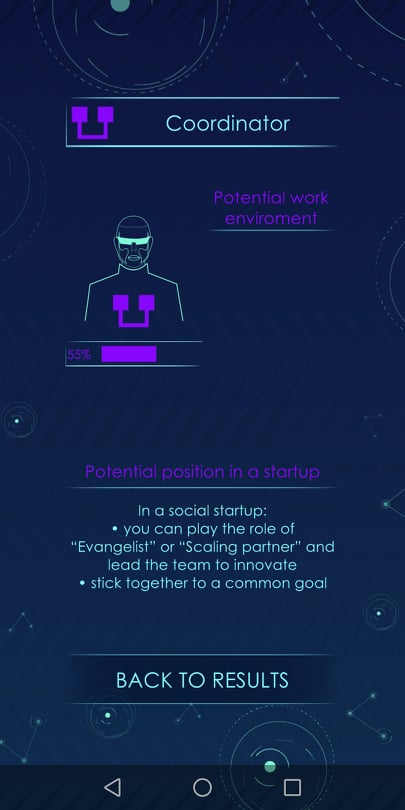 Coordinator
Potential work
enviroment
55%
Potential position in a startup
In a social startup:
• you can play the role of
“Evangelist” or “Scaling partner” and
lead the team to innovate
• stick together to a common goal
BACK TO RESULTS